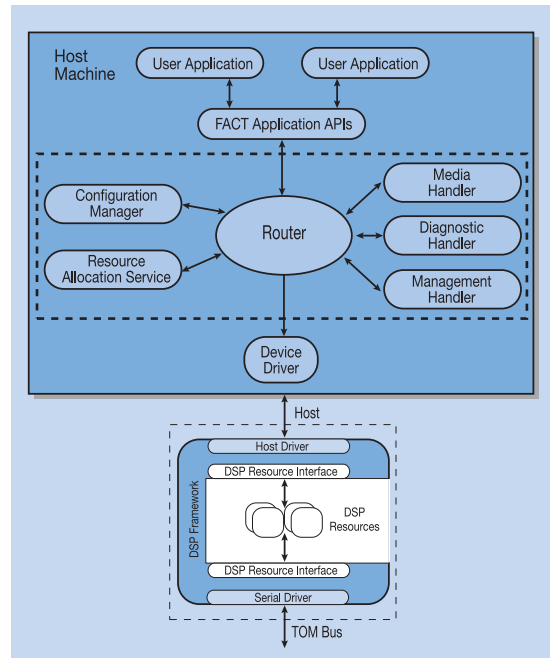 Host
Machine
User Application
User Application
FACT Application APIs
Configuration
Manager
Media
Handler
Router
Diagnostic
Handler
Resource
Allocation Service
Management
Handler
Device
Driver
Host
Host Driver
DSP Resource Interface
DSP Framework
DSP
Resources
DSP Resource Interface
Serial Driver
TOM Bus